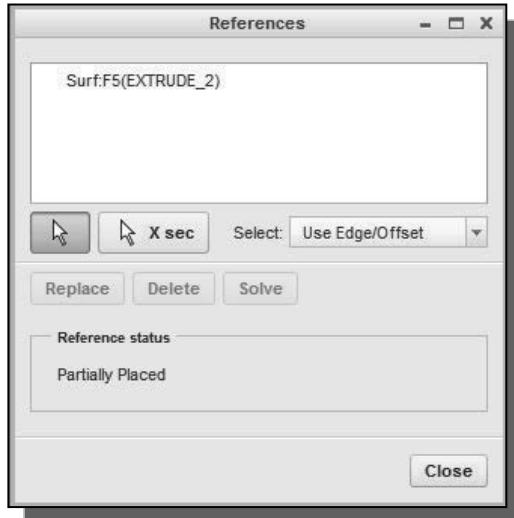 References
Surf:F5(EXTRUDE_2)
X sec Select: Use Edge/Offset
Replace Delete Solve
Reference status
Partially Placed
Close